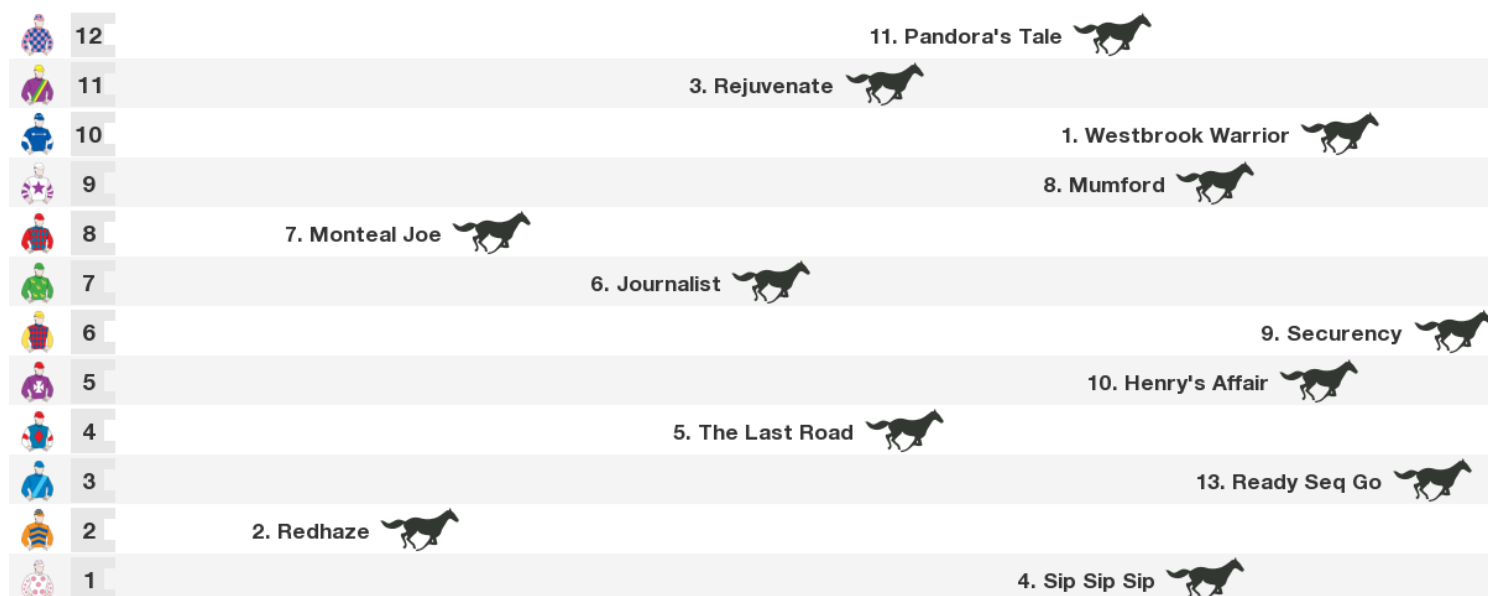 12 11. Pandora's Tale
11 3. Rejuvenate
10 1. Westbrook Warrior
9 8. Mumford
8 7. Monteal Joe
7 6. Journalist
6 9. Securency
5 10. Henry's Affair
4 5. The Last Road
3 13. Ready Seq Go
2 2. Redhaze
1 4. Sip Sip Sip